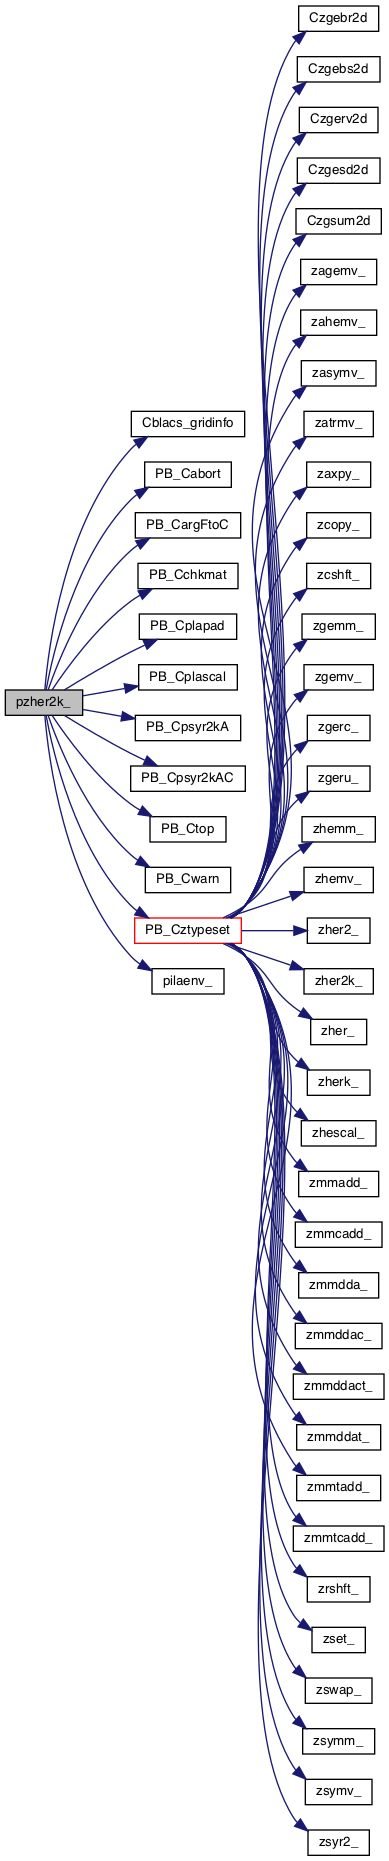 Czgebr2d
Czgebs2d
Czgerv2d
Czgesd2d
Czgsum2d
zagemv_
zahemv_
zasymv_
zatrmv_
Cblacs_gridinfo
zaxpy_
PB_Cabort
zcopy_
PB_CargFtoC
zcshft_
PB_Cchkmat
zgemm_
PB_Cplapad
zgemv_
PB_Cplascal
pzher2k_
zgerc_
PB_Cpsyr2kA
zgeru_
PB_Cpsyr2kAC
zhemm_
PB_Ctop
zhemv_
PB_Cwarn
zher2_
PB_Cztypeset
zher2k_
pilaenv_
zher_
zherk_
zhescal_
zmmadd_
zmmcadd_
zmmdda_
zmmddac_
zmmddact_
zmmddat_
zmmtadd_
zmmtcadd_
zrshft_
zset_
zswap_
zsymm_
zsymv_
zsyr2_